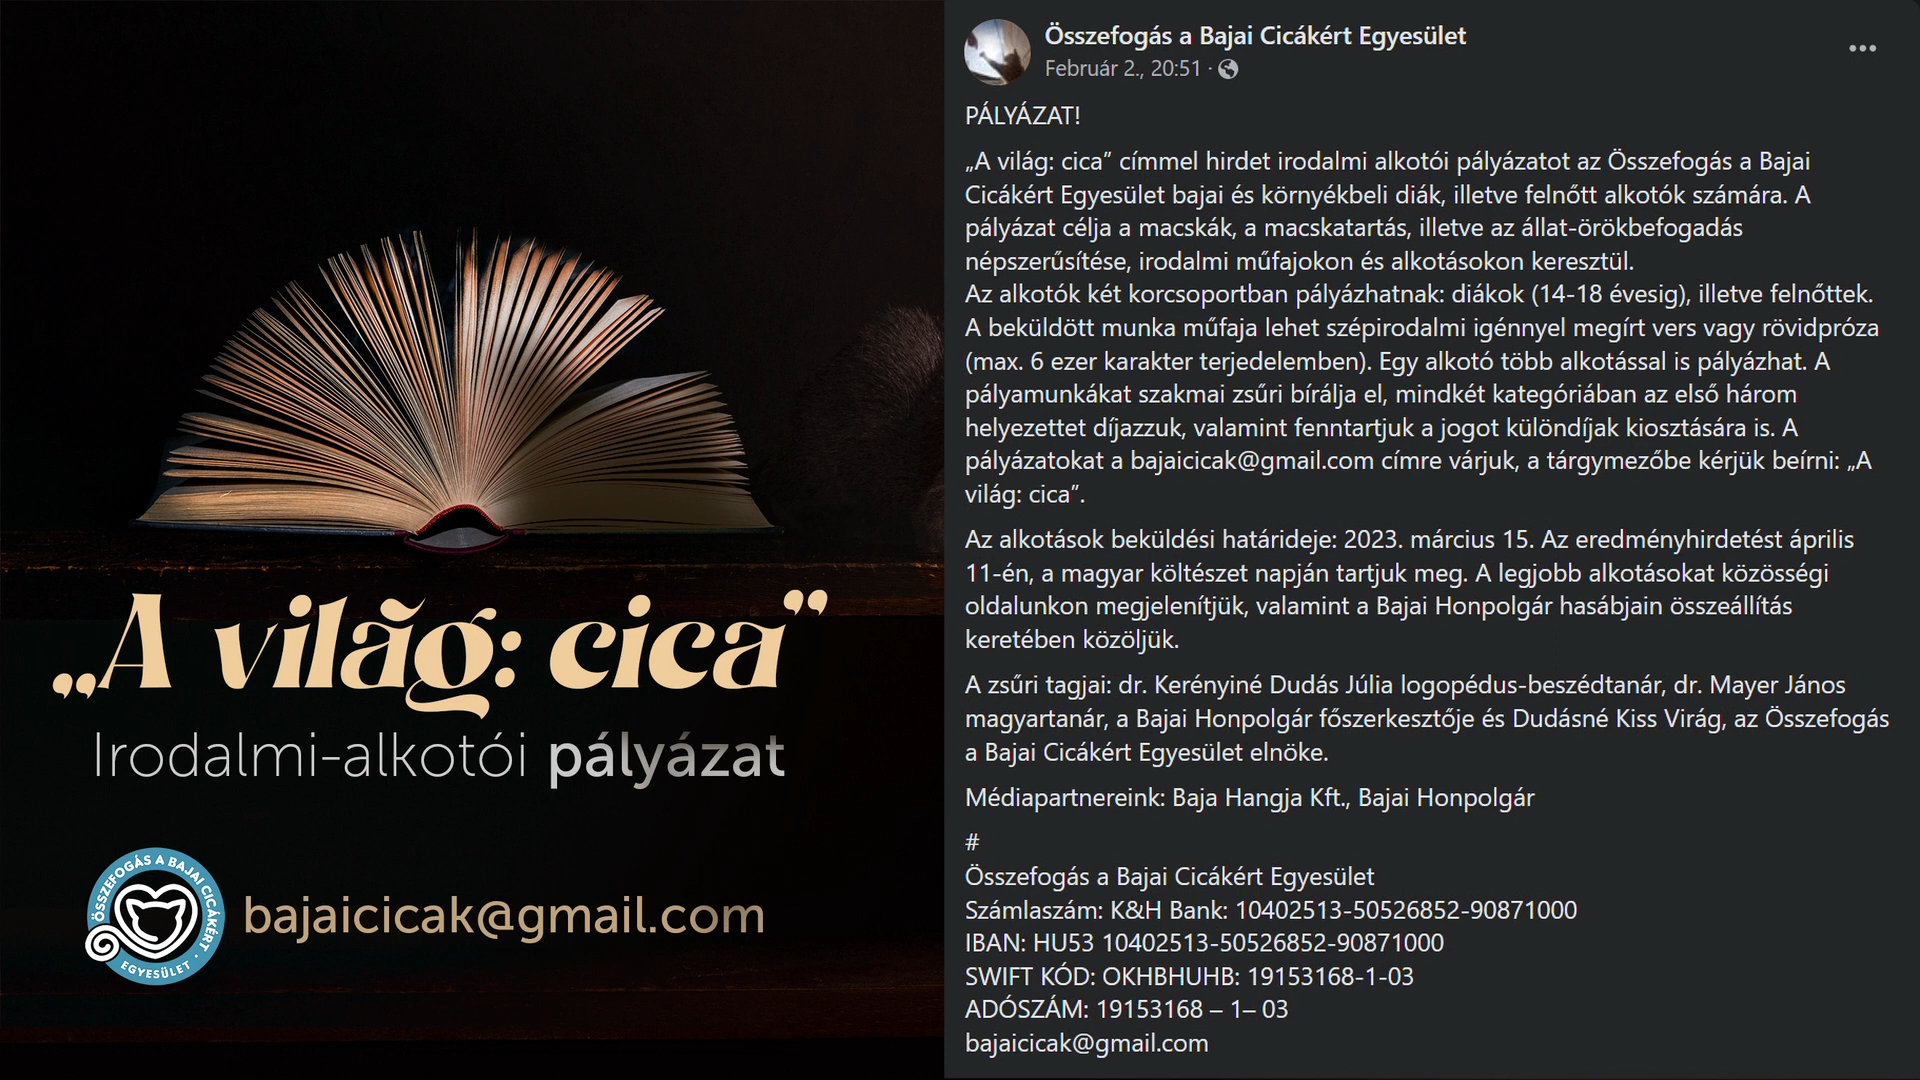 „A világ: cica”
Irodalmi-alkotói pályázat
ÖSSZEFOGÁS A BAJAI CICÁKÉRT
EGYESÜLET
bajaicicak@gmail.com
Összefogás a Bajai Cicákért Egyesület
Február 2., 20:51 ·
PÁLYÁZAT!
„A világ: cica” címmel hirdet irodalmi alkotói pályázatot az Összefogás a Bajai
Cicákért Egyesület bajai és környékbeli diák, illetve felnőtt alkotók számára. A
pályázat célja a macskák, a macskatartás, illetve az állat-örökbefogadás
népszerűsítése, irodalmi műfajokon és alkotásokon keresztül.
Az alkotók két korcsoportban pályázhatnak: diákok (14-18 évesig), illetve felnőttek.
A beküldött munka műfaja lehet szépirodalmi igénnyel megírt vers vagy rövidpróza
(max. 6 ezer karakter terjedelemben). Egy alkotó több alkotással is pályázhat. A
pályamunkákat szakmai zsűri bírálja el, mindkét kategóriában az első három
helyezettet díjazzuk, valamint fenntartjuk a jogot különdíjak kiosztására is. A
pályázatokat a bajaicicak@gmail.com címre várjuk, a tárgymezőbe kérjük beírni: „A
világ: cica”.
Az alkotások beküldési határideje: 2023. március 15. Az eredményhirdetést április
11-én, a magyar költészet napján tartjuk meg. A legjobb alkotásokat közösségi
oldalunkon megjelenítjük, valamint a Bajai Honpolgár hasábjain összeállítás
keretében közöljük.
A zsűri tagjai: dr. Kerényiné Dudás Júlia logopédus-beszédtanár, dr. Mayer János
magyartanár, a Bajai Honpolgár főszerkesztője és Dudásné Kiss Virág, az Összefogás
a Bajai Cicákért Egyesület elnöke.
Médiapartnereink: Baja Hangja Kft., Bajai Honpolgár
#
Összefogás a Bajai Cicákért Egyesület
Számlaszám: K&H Bank: 10402513-50526852-90871000
IBAN: HU53 10402513-50526852-90871000
SWIFT KÓD: OKHBHUHB: 19153168-1-03
ADÓSZÁM: 19153168 – 1– 03
bajaicicak@gmail.com